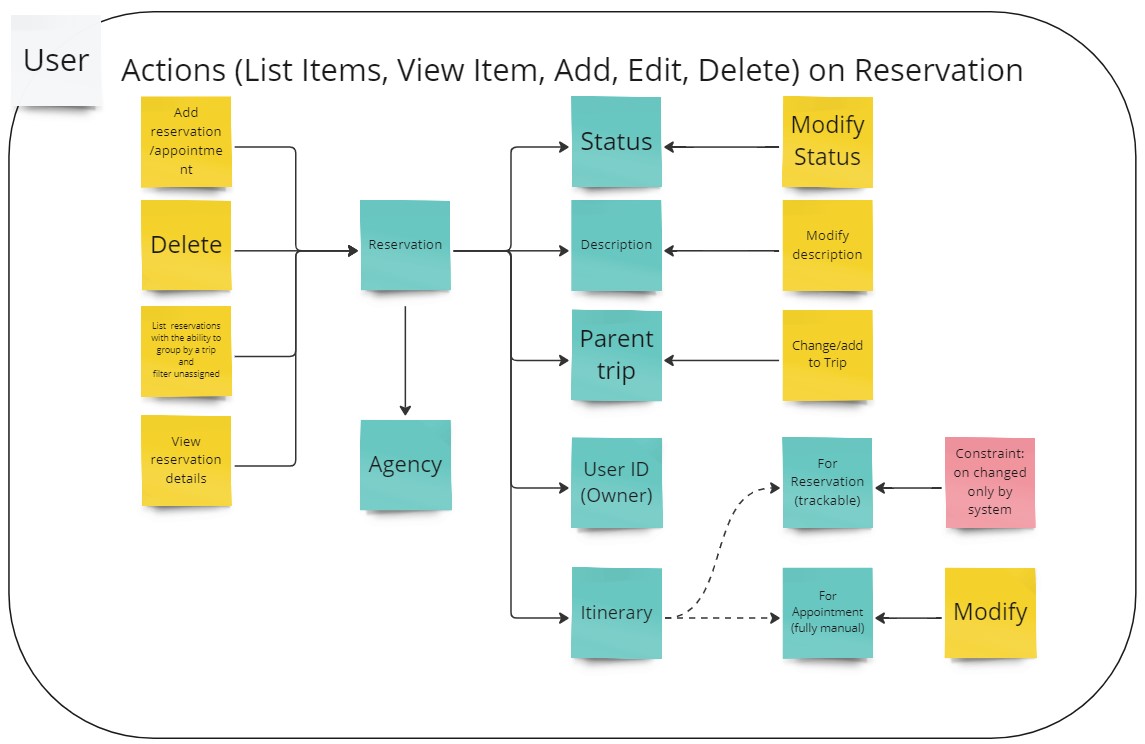 User
Actions (List Items, View Item, Add, Edit, Delete) on Reservation
Add
reservation
/appointme
nt
Delete
List reservations
with the ability to
group by a trip
and
filter unassigned
View
reservation
details
Reservation
Agency
Status
Description
Parent
trip
User ID
(Owner)
Itinerary
Modify
Status
Modify
description
Change/add
to Trip
For
Reservation
(trackable)
Constraint:
on changed
only by
system
For
Appointment
(fully manual)
Modify